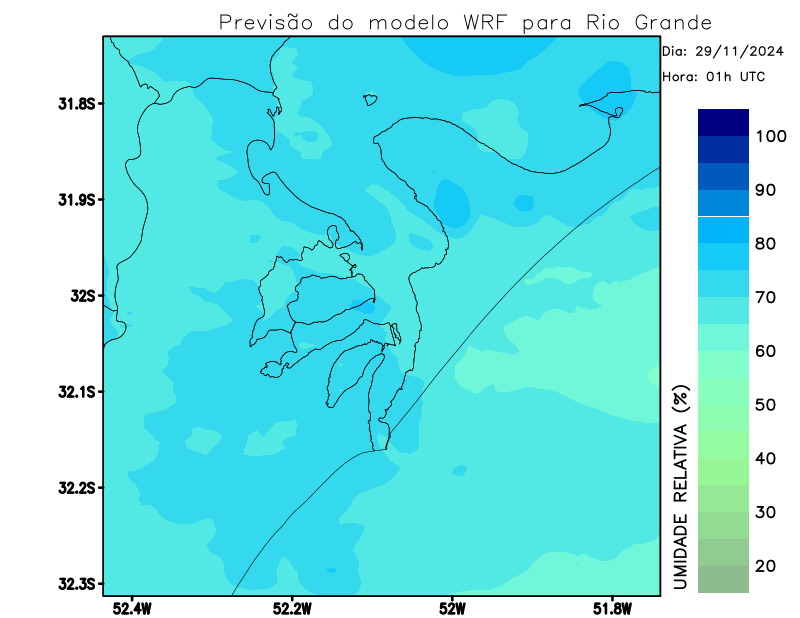 Previsão do modelo WRF para Rio Grande
Dia: 29/11/2024
Hora: 01h UTC
31.8S
31.9S
32S
32.1S
32.2S
32.3S
52.4W
52.2W
52W
51.8W
100
90
80
70
60
50
40
30
20
UMIDADE RELATIVA (%)